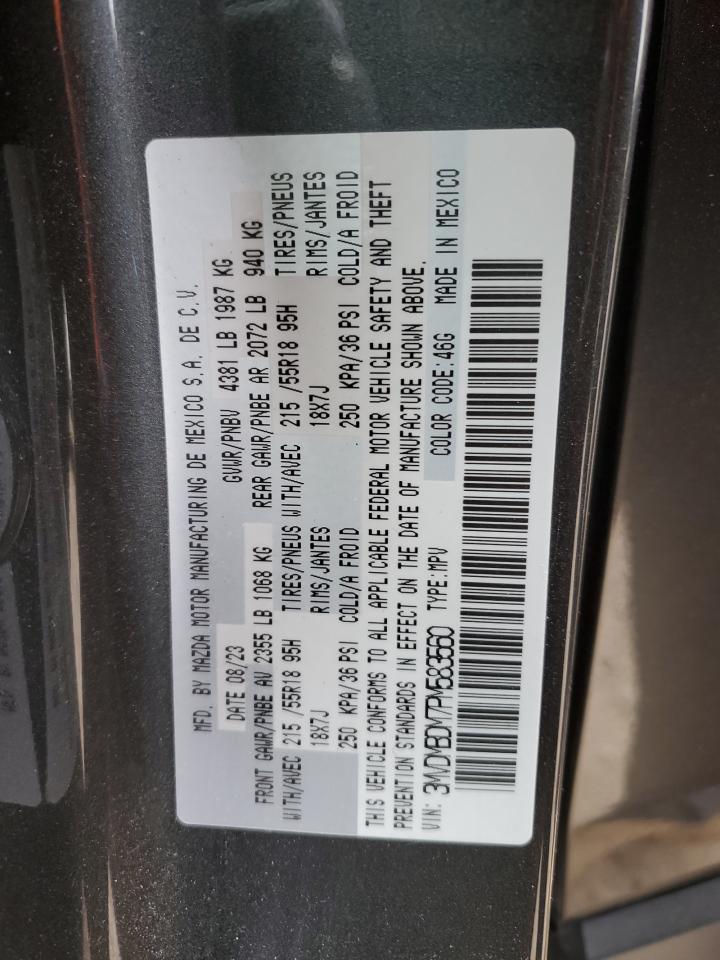 MFD. BY MAZDA MOTOR MANUFACTURING DE MEXICO S.A. DE C.V.
DATE 08/23 GVWR/PNBV 4381 LB 1987 KG
FRONT GAWR/PNBE AV 2355 LB 1068 KG REAR GAWR/PNBE AR 2072 LB 940 KG
WITH/AVEC 215 /55R18 95H TIRES/PNEUS WITH/AVEC 215 /55R18 95H TIRES/PNEUS
18X7J RIMS/JANTES 18X7J RIMS/JANTES
250 KPA/36 PSI COLD/A FROID 250 KPA/36 PSI COLD/A FROID
THIS VEHICLE CONFORMS TO ALL APPLICABLE FEDERAL MOTOR VEHICLE SAFETY AND THEFT
PREVENTION STANDARDS IN EFFECT ON THE DATE OF MANUFACTURE SHOWN ABOVE.
VIN: 3MVDMBDM7PM583560 TYPE:MPV COLOR CODE:46G MADE IN MEXICO